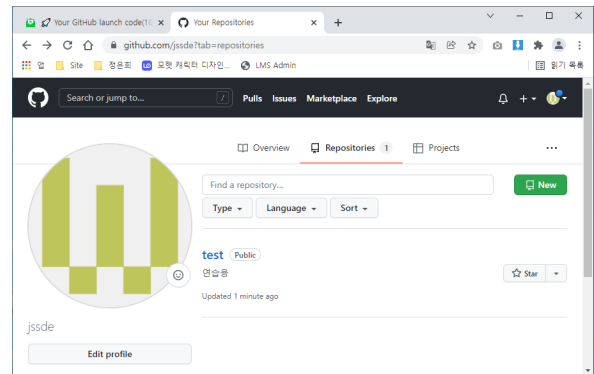 Your GitHub launch code(1
Your Repositories
github.com/jssde?tab=repositories
앱 Site 정은희 모펫 캐릭터 디자인... LMS Admin
읽기 목록
Search or jump to... /
Pulls Issues Marketplace Explore
Overview Repositories 1 Projects
Find a repository...
New
Type Language Sort
test Public
연습용
Star
Updated 1 minute ago
jssde
Edit profile